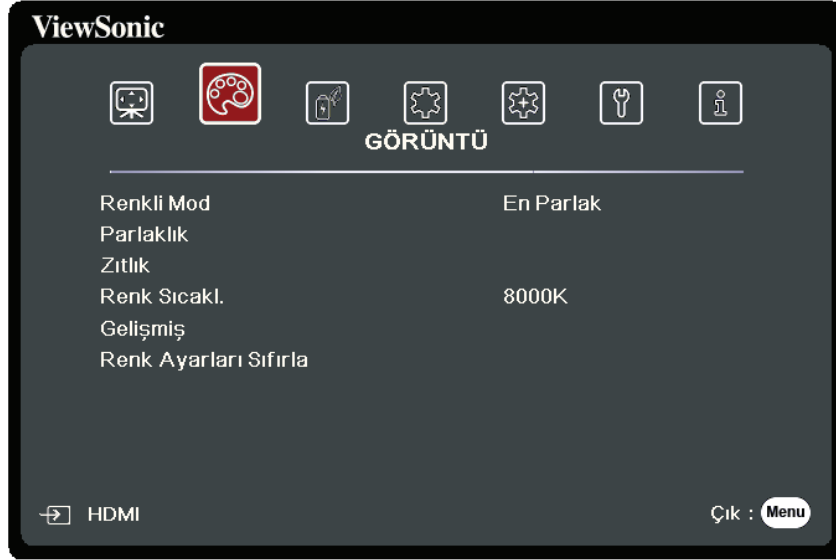 ViewSonic
GÖRÜNTÜ
Renkli Mod En Parlak
Parlaklık
Zıtlık
Renk Sıcakl. 8000K
Gelişmiş
Renk Ayarları Sıfırla
HDMI Çık : Menu